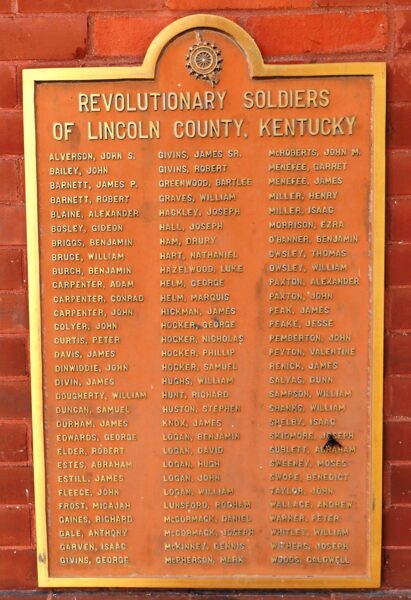 REVOLUTIONARY SOLDIERS
OF LINCOLN COUNTY, KENTUCKY
ALVERSON, JOHN S.
BAILEY, JOHN
BARNETT, JAMES P.
BARNETT, ROBERT
BLAINE, ALEXANDER
BOSLEY, GIDEON
BRIGGS, BENJAMIN
BRUCE, WILLIAM
BURCH, BENJAMIN
CARPENTER, ADAM
CARPENTER, CONRAD
CARPENTER, JOHN
COLYER, JOHN
CURTIS, PETER
DAVIS, JAMES
DINWIDDIE, JOHN
DIVIN, JAMES
DOUGHERTY, WILLIAM
DUNCAN, SAMUEL
DURHAM, JAMES
EDWARDS, GEORGE
ELDER, ROBERT
ESTES, ABRAHAM
ESTILL, JAMES
FLEECE, JOHN
FROST, MICAJAH
GAINES, RICHARD
GALE, ANTHONY
GARVEN, ISAAC
GIVINS, GEORGE
GIVINS, JAMES SR.
GIVINS, ROBERT
GREENWOOD, BARTLEE
GRAVES, WILLIAM
HACKLEY, JOSEPH
HALL, JOSEPH
HAM, DRURY
HART, NATHANIEL
HAZELWOOD, LUKE
HELM, GEORGE
HELM, MARQUIS
HICKMAN, JAMES
HOCKER, GEORGE
HOCKER, NICHOLAS
HOCKER, PHILLIP
HOCKER, SAMUEL
HUGHS, WILLIAM
HUNT, RICHARD
HUSTON, STEPHEN
KNOX, JAMES
LOGAN, BENJAMIN
LOGAN, DAVID
LOGAN, HUGH
LOGAN, JOHN
LOGAN, WILLIAM
LUNSFORD, RODHAM
McCORMACK, DANIEL
McCORMACK, JOSEPH
McKINNEY, DENNIS
McPHERSON, MARK
McROBERTS, JOHN M.
MENEFEE, GARRET
MENEFEE, JAMES
MILLER, HENRY
MILLER, ISAAC
MORRISON, EZRA
O'BANNER, BENJAMIN
OWSLEY, THOMAS
OWSLEY, WILLIAM
PAXTON, ALEXANDER
PAXTON, JOHN
PEAK, JAMES
PEAKE, JESSE
PEMBERTON, JOHN
PEYTON, VALENTINE
RENICK, JAMES
SALYAS, DUNN
SAMPSON, WILLIAM
SHANKS, WILLIAM
SHELBY, ISAAC
SKIDMORE, JOSEPH
SUBLETT, ABRAHAM
SWEENEY, MOSES
SWOPE, BENEDICT
TAYLOR, JOHN
WALLACE, ANDREW
WARREN, PETER
WHITLEY, WILLIAM
WITHERS, JOSEPH
WOODS, CALDWELL